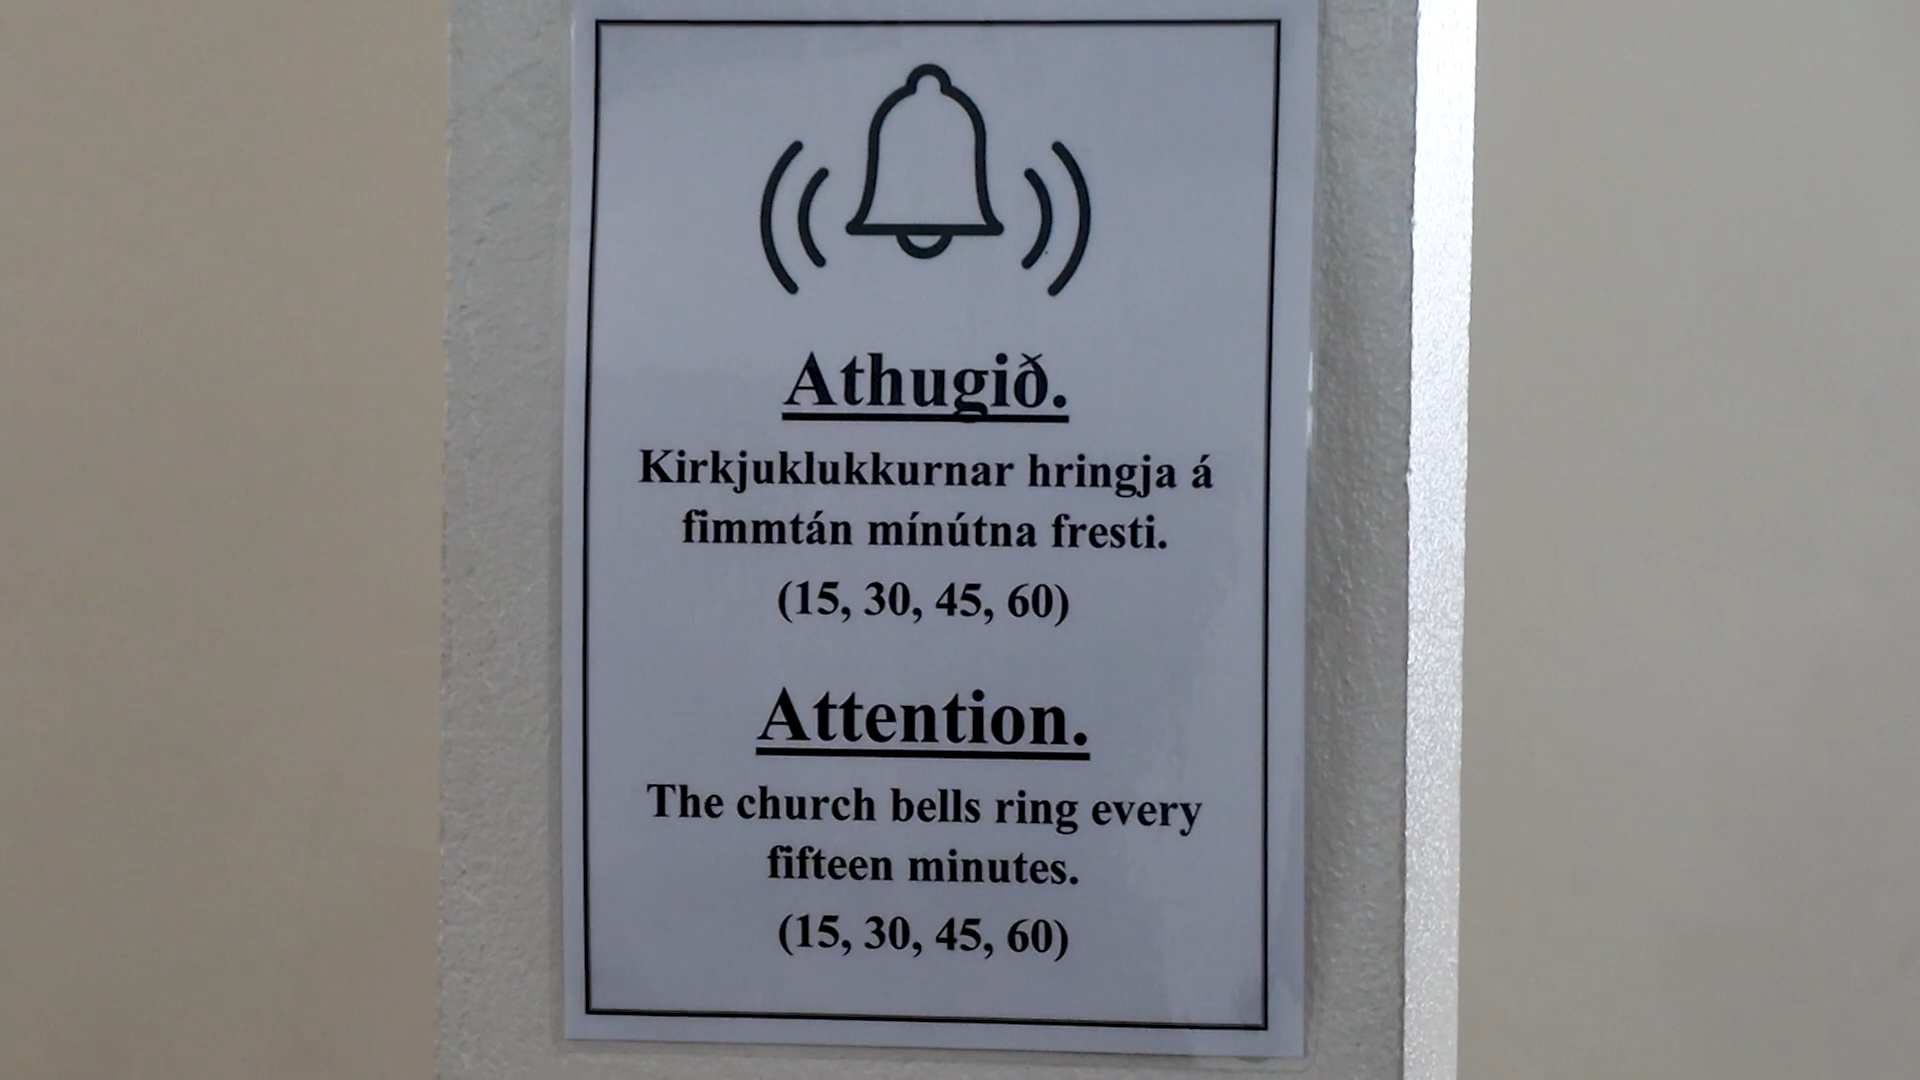 Athugið.
Kirkjuklukkurnar hringja á
fimmtán mínútna fresti.
(15, 30, 45, 60)
Attention.
The church bells ring every
fifteen minutes.
(15, 30, 45, 60)